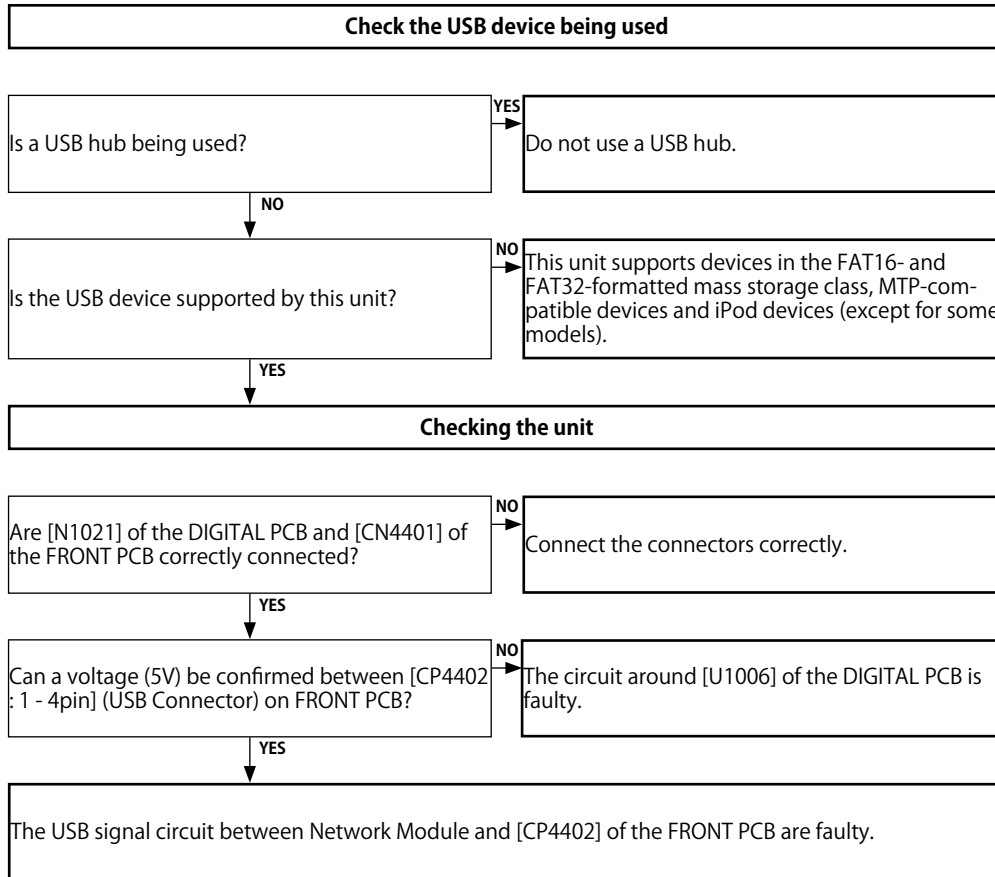 Check the USB device being used
Is a USB hub being used?
YES
Do not use a USB hub.
NO
Is the USB device supported by this unit?
NO
This unit supports devices in the FAT16- and
FAT32-formatted mass storage class, MTP-com-
patible devices and iPod devices (except for some
models).
YES
Checking the unit
Are [N1021] of the DIGITAL PCB and [CN4401] of
the FRONT PCB correctly connected?
NO
Connect the connectors correctly.
YES
Can a voltage (5V) be confirmed between [CP4402
: 1 - 4pin] (USB Connector) on FRONT PCB?
NO
The circuit around [U1006] of the DIGITAL PCB is
faulty.
YES
The USB signal circuit between Network Module and [CP4402] of the FRONT PCB are faulty.